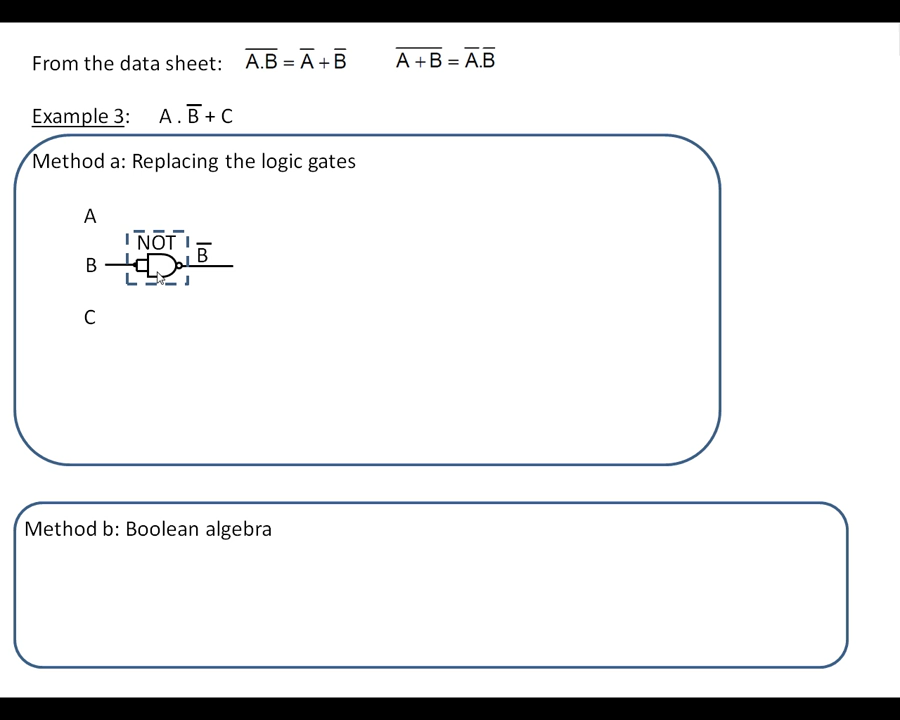 From the data sheet: A̅.̅B̅ = A̅ + B̅ A̅ ̅+̅ ̅B̅ = A̅.B̅
Example 3: A . B̅ + C
Method a: Replacing the logic gates
A
NOT
B B̅
C
Method b: Boolean algebra